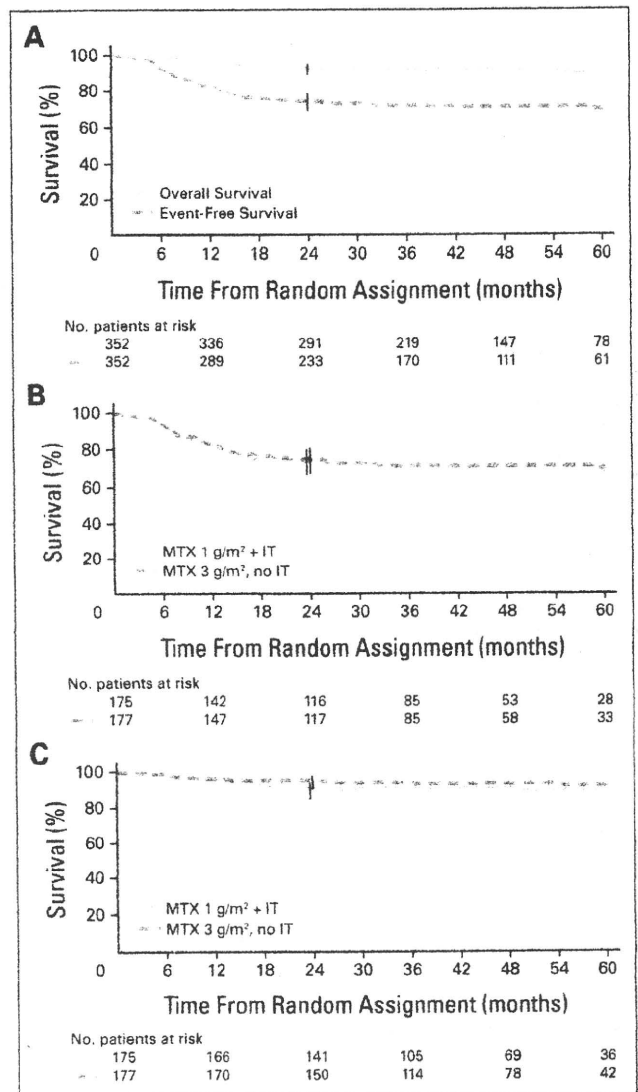 A
Survival (%)
100
80
60
40
20
Overall Survival
Event-Free Survival
0 6 12 18 24 30 36 42 48 54 60
Time From Random Assignment (months)
No. patients at risk
352 336 291 219 147 78
352 289 233 170 111 61
B
Survival (%)
100
80
60
40
20
MTX 1 g/m² + IT
MTX 3 g/m², no IT
0 6 12 18 24 30 36 42 48 54 60
Time From Random Assignment (months)
No. patients at risk
175 142 116 85 53 28
177 147 117 85 58 33
C
Survival (%)
100
80
60
40
20
MTX 1 g/m² + IT
MTX 3 g/m², no IT
0 6 12 18 24 30 36 42 48 54 60
Time From Random Assignment (months)
No. patients at risk
175 166 141 105 69 36
177 170 150 114 78 42